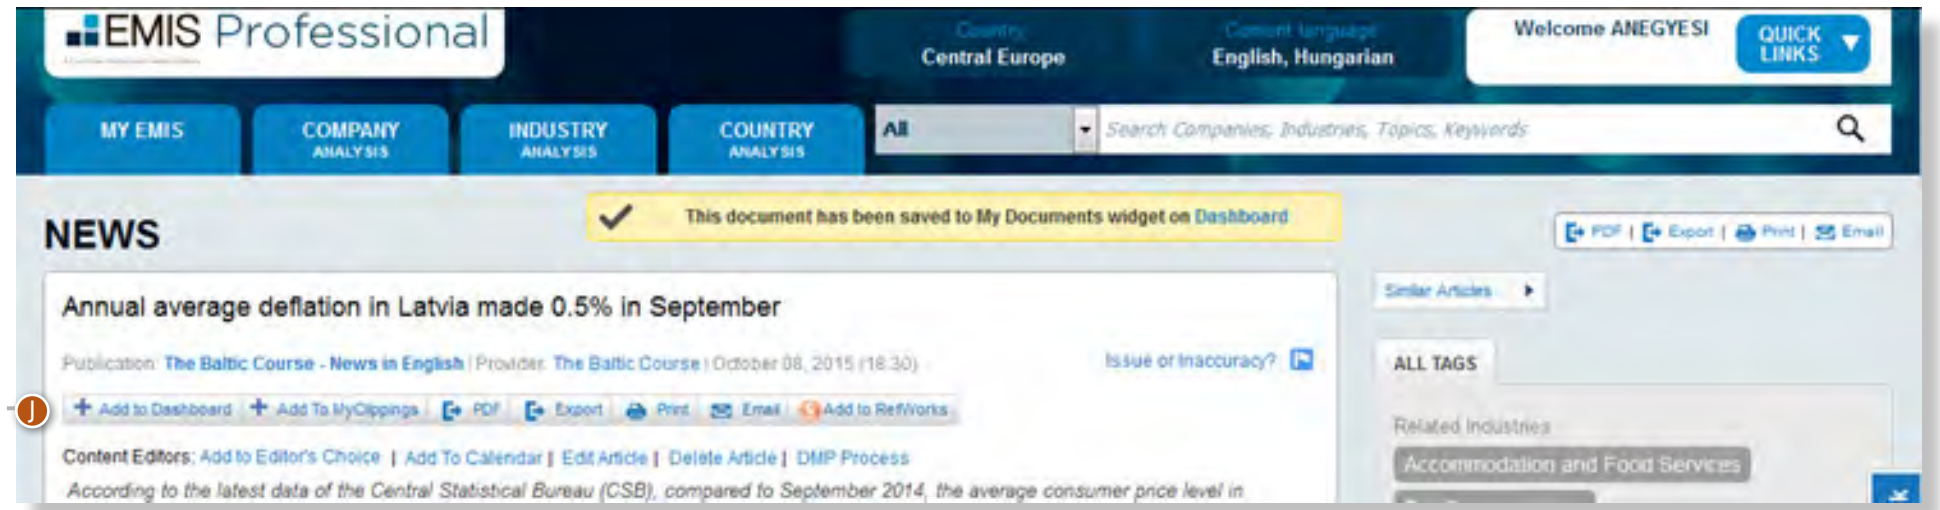 EMIS Professional
Country
Central Europe
Content language
English, Hungarian
Welcome ANEGYESI
QUICK LINKS
MY EMIS
COMPANY ANALYSIS
INDUSTRY ANALYSIS
COUNTRY ANALYSIS
All
Search Companies, Industries, Topics, Keywords
NEWS
This document has been saved to My Documents widget on Dashboard
PDF | Export | Print | Email
Annual average deflation in Latvia made 0.5% in September
Similar Articles
Publication: The Baltic Course - News in English | Provider: The Baltic Course | October 08, 2015 (18:30)
Issue or Inaccuracy?
ALL TAGS
J
Add to Dashboard Add To MyClippings PDF Export Print Email Add to RefWorks
Related Industries
Content Editors: Add to Editor's Choice | Add To Calendar | Edit Article | Delete Article | DMP Process
Accommodation and Food Services
According to the latest data of the Central Statistical Bureau (CSB), compared to September 2014, the average consumer price level in